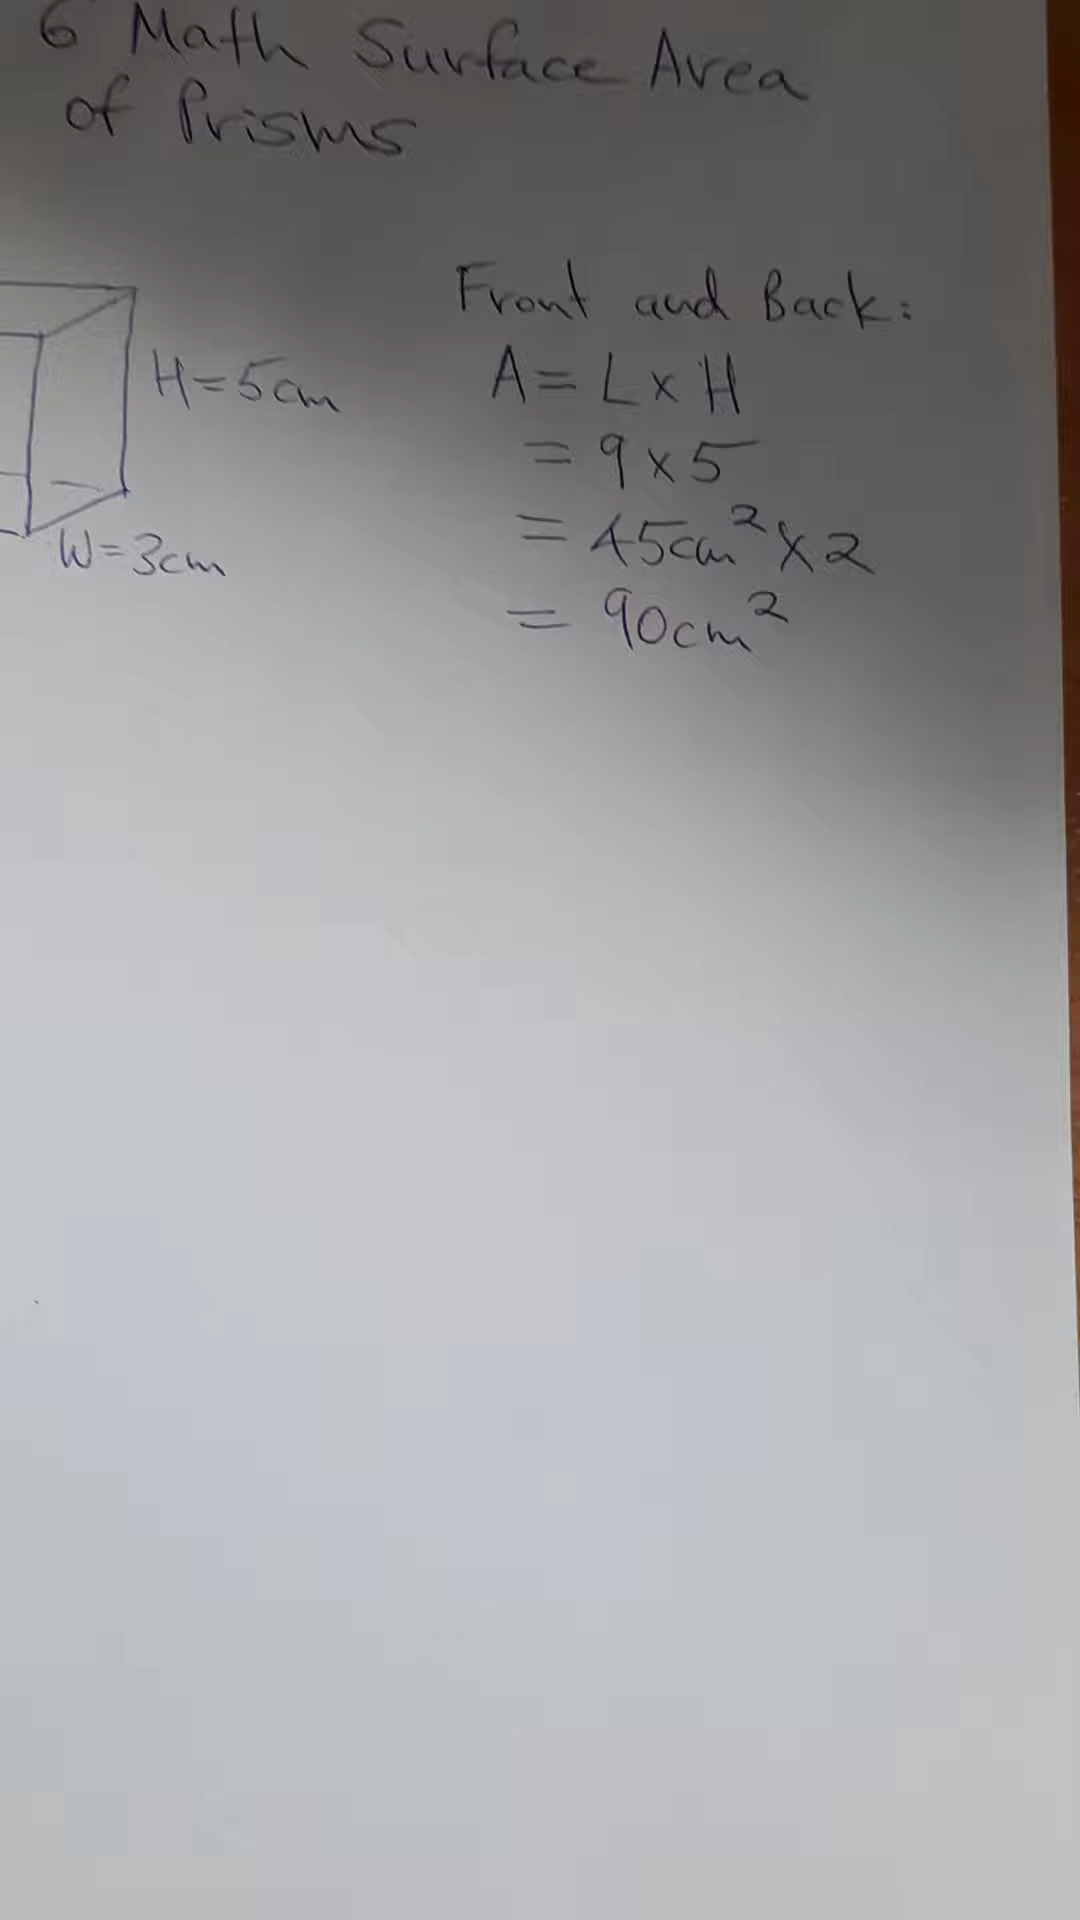 6 Math Surface Area
of Prisms
Front and Back:
H=5cm
A = L x H
= 9 x 5
= 45cm² x 2
W=3cm
= 90cm²